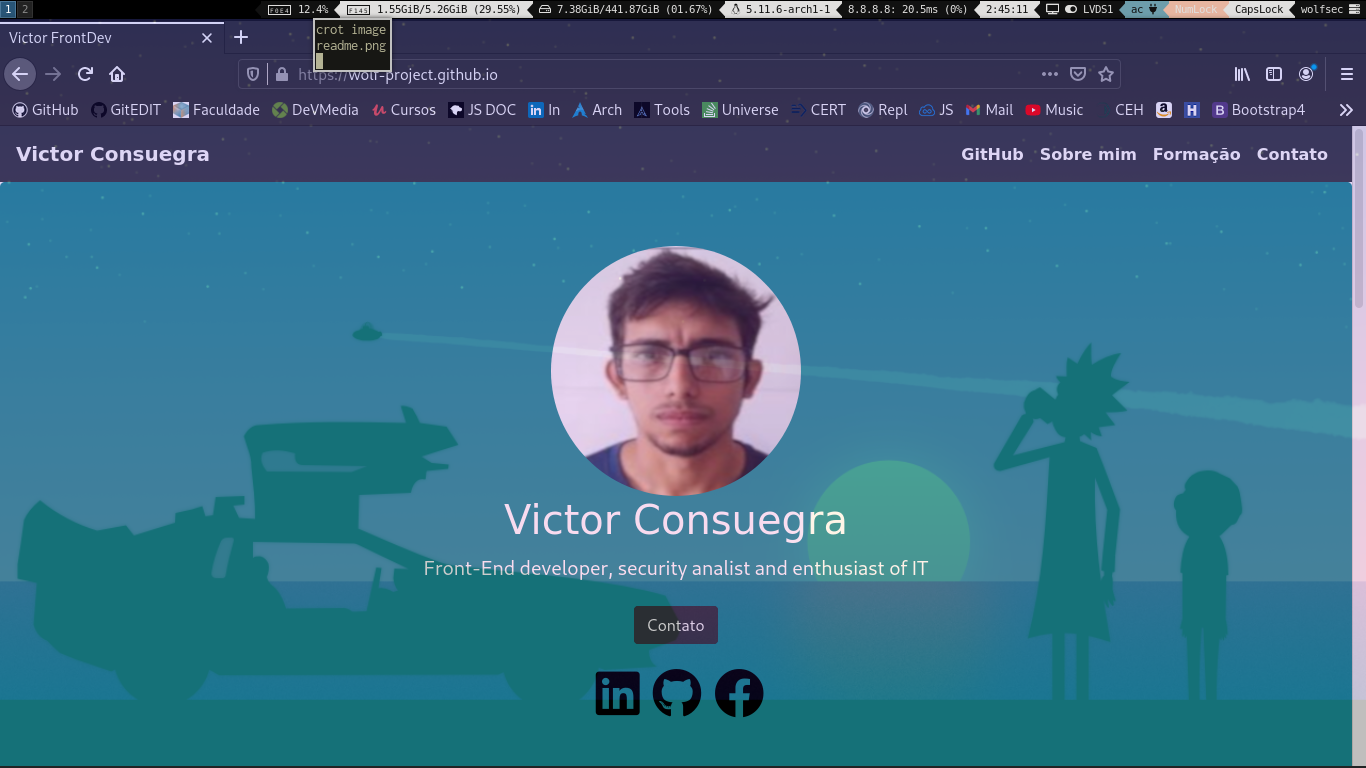 1 2 F0E4 12.4% F145 1.55GiB/5.26GiB (29.55%) 7.38GiB/441.87GiB (01.67%) 5.11.6-arch1-1 8.8.8.8: 20.5ms (0%) 2:45:11 LVDS1 ac NumLock CapsLock wolfsec
crot image
readme.png
Victor FrontDev
https://wolf-project.github.io
GitHub GitEDIT Faculdade DeVMedia Cursos JS DOC In Arch Tools Universe CERT Repl JS Mail Music CEH Bootstrap4
Victor Consuegra GitHub Sobre mim Formação Contato
Victor Consuegra
Front-End developer, security analist and enthusiast of IT
Contato